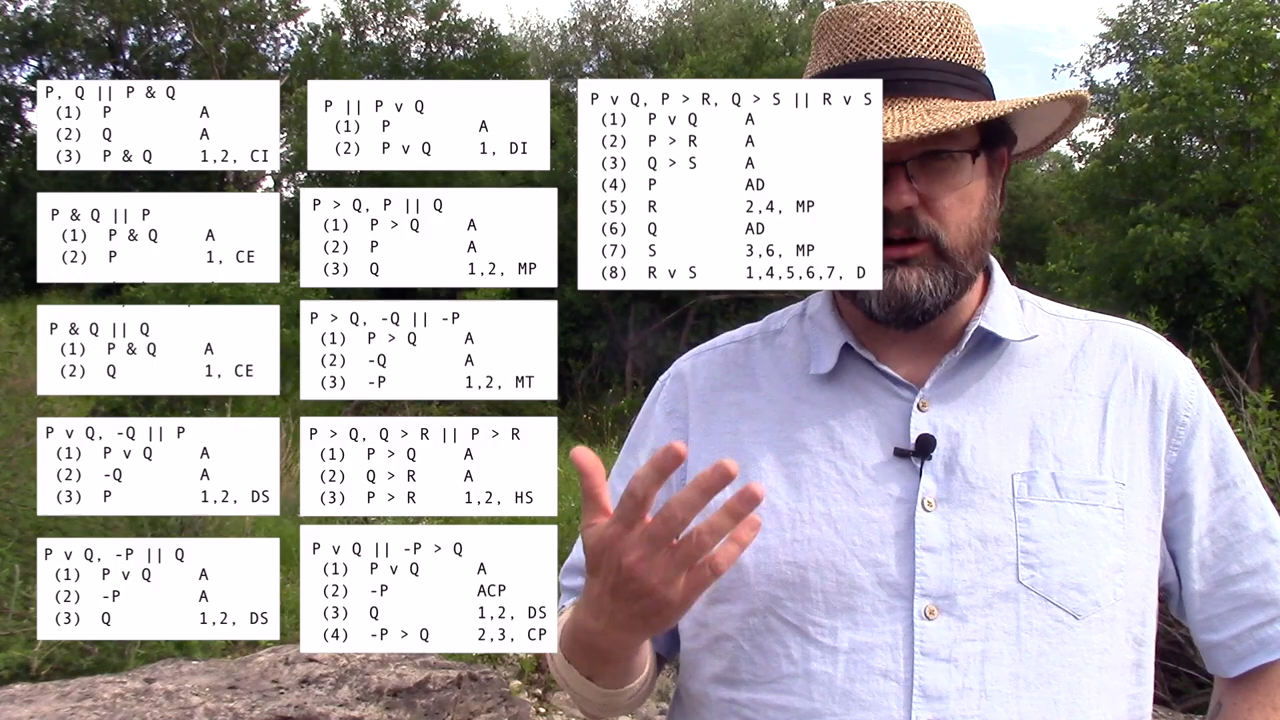 P, Q || P & Q
(1) P A
(2) Q A
(3) P & Q 1,2, CI
P & Q || P
(1) P & Q A
(2) P 1, CE
P & Q || Q
(1) P & Q A
(2) Q 1, CE
P v Q, -Q || P
(1) P v Q A
(2) -Q A
(3) P 1,2, DS
P v Q, -P || Q
(1) P v Q A
(2) -P A
(3) Q 1,2, DS
P || P v Q
(1) P A
(2) P v Q 1, DI
P > Q, P || Q
(1) P > Q A
(2) P A
(3) Q 1,2, MP
P > Q, -Q || -P
(1) P > Q A
(2) -Q A
(3) -P 1,2, MT
P > Q, Q > R || P > R
(1) P > Q A
(2) Q > R A
(3) P > R 1,2, HS
P v Q || -P > Q
(1) P v Q A
(2) -P ACP
(3) Q 1,2, DS
(4) -P > Q 2,3, CP
P v Q, P > R, Q > S || R v S
(1) P v Q A
(2) P > R A
(3) Q > S A
(4) P AD
(5) R 2,4, MP
(6) Q AD
(7) S 3,6, MP
(8) R v S 1,4,5,6,7, D